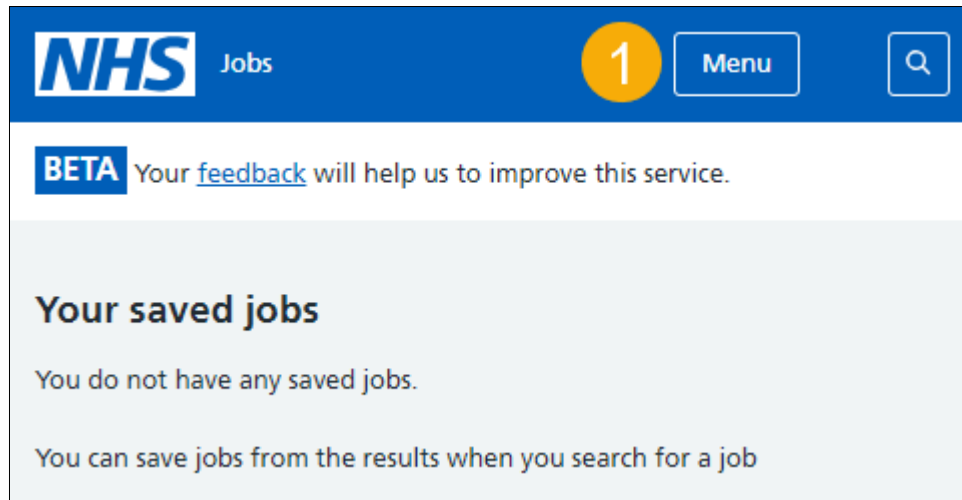 NHS Jobs 1 Menu
BETA Your feedback will help us to improve this service.
Your saved jobs
You do not have any saved jobs.
You can save jobs from the results when you search for a job